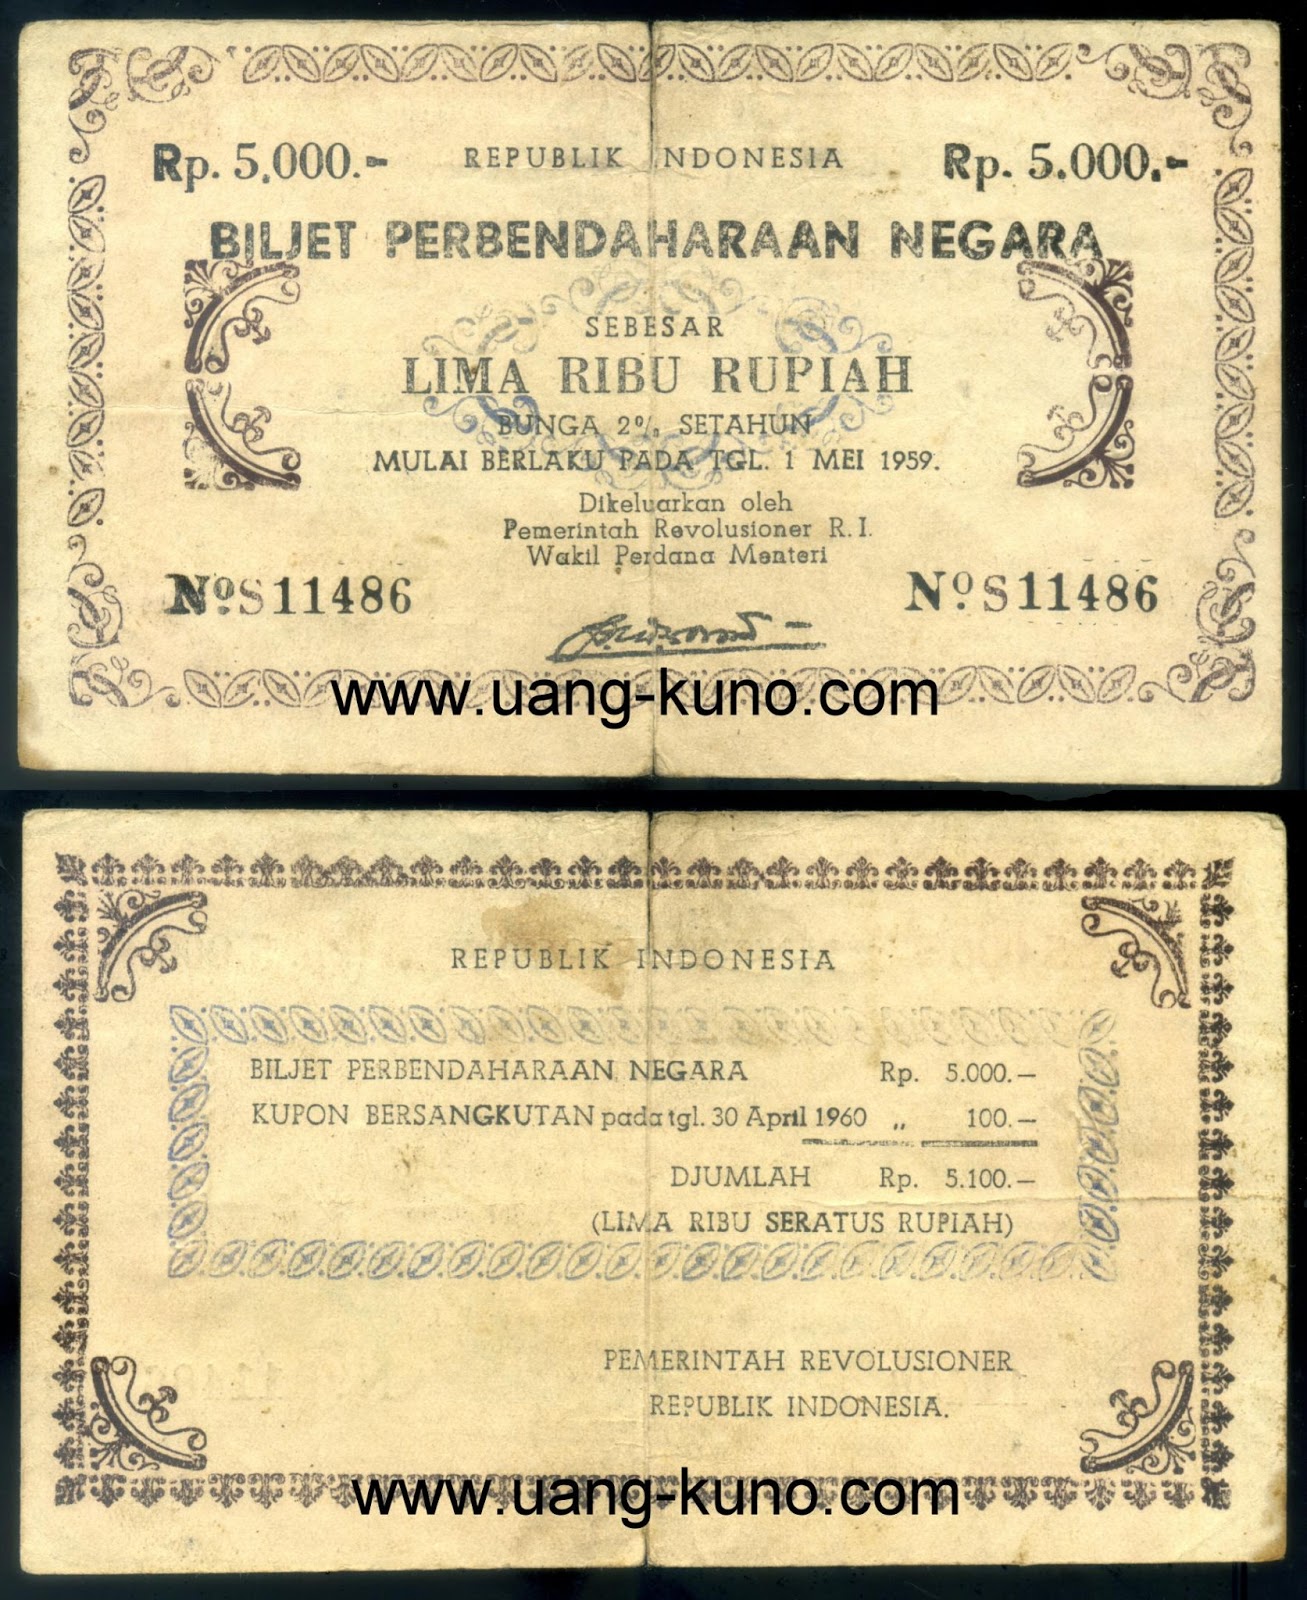 Rp. 5.000.- REPUBLIK INDONESIA Rp. 5.000.-
BILJET PERBENDAHARAAN NEGARA
SEBESAR
LIMA RIBU RUPIAH
BUNGA 2% SETAHUN
MULAI BERLAKU PADA TGL. 1 MEI 1959.
Dikeluarkan oleh
Pemerintah Revolusioner R.I.
Wakil Perdana Menteri
No. S 11486 No. S 11486
www.uang-kuno.com
REPUBLIK INDONESIA
BILJET PERBENDAHARAAN NEGARA Rp. 5.000.—
KUPON BERSANGKUTAN pada tgl. 30 April 1960 „ 100.—
DJUMLAH Rp. 5.100.—
(LIMA RIBU SERATUS RUPIAH)
PEMERINTAH REVOLUSIONER
REPUBLIK INDONESIA.
www.uang-kuno.com